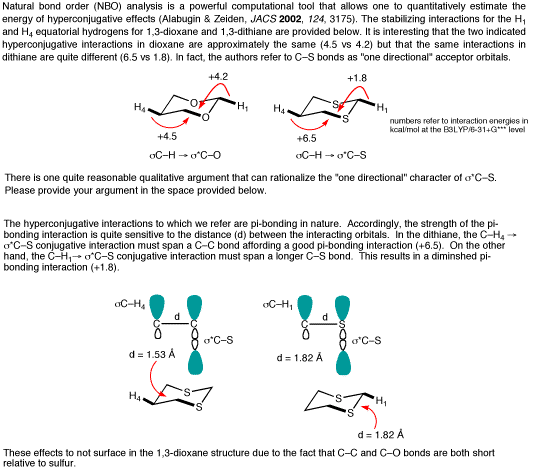 Natural bond order (NBO) analysis is a powerful computational tool that allows one to quantitatively estimate the
energy of hyperconjugative effects (Alabugin & Zeiden, JACS 2002, 124, 3175). The stabilizing interactions for the H1
and H4 equatorial hydrogens for 1,3-dioxane and 1,3-dithiane are provided below. It is interesting that the two indicated
hyperconjugative interactions in dioxane are approximately the same (4.5 vs 4.2) but that the same interactions in
dithiane are quite different (6.5 vs 1.8). In fact, the authors refer to C–S bonds as "one directional" acceptor orbitals.
+4.2
+1.8
H4
O
O
H1
H4
S
S
H1
numbers refer to interaction energies in
kcal/mol at the B3LYP/6-31+G*** level
+4.5
+6.5
σC–H → σ*C–O
σC–H → σ*C–S
There is one quite reasonable qualitative argument that can rationalize the "one directional" character of σ*C–S.
Please provide your argument in the space provided below.
The hyperconjugative interactions to which we refer are pi-bonding in nature. Accordingly, the strength of the pi-
bonding interaction is quite sensitive to the distance (d) between the interacting orbitals. In the dithiane, the C–H4 →
σ*C–S conjugative interaction must span a C–C bond affording a good pi-bonding interaction (+6.5). On the other
hand, the C–H1→ σ*C–S conjugative interaction must span a longer C–S bond. This results in a diminshed pi-
bonding interaction (+1.8).
σC–H4
σC–H1
d
d
C
C
C
S
σ*C–S
σ*C–S
d = 1.53 Å
d = 1.82 Å
H4
S
S
S
S
H1
d = 1.82 Å
These effects to not surface in the 1,3-dioxane structure due to the fact that C–C and C–O bonds are both short
relative to sulfur.